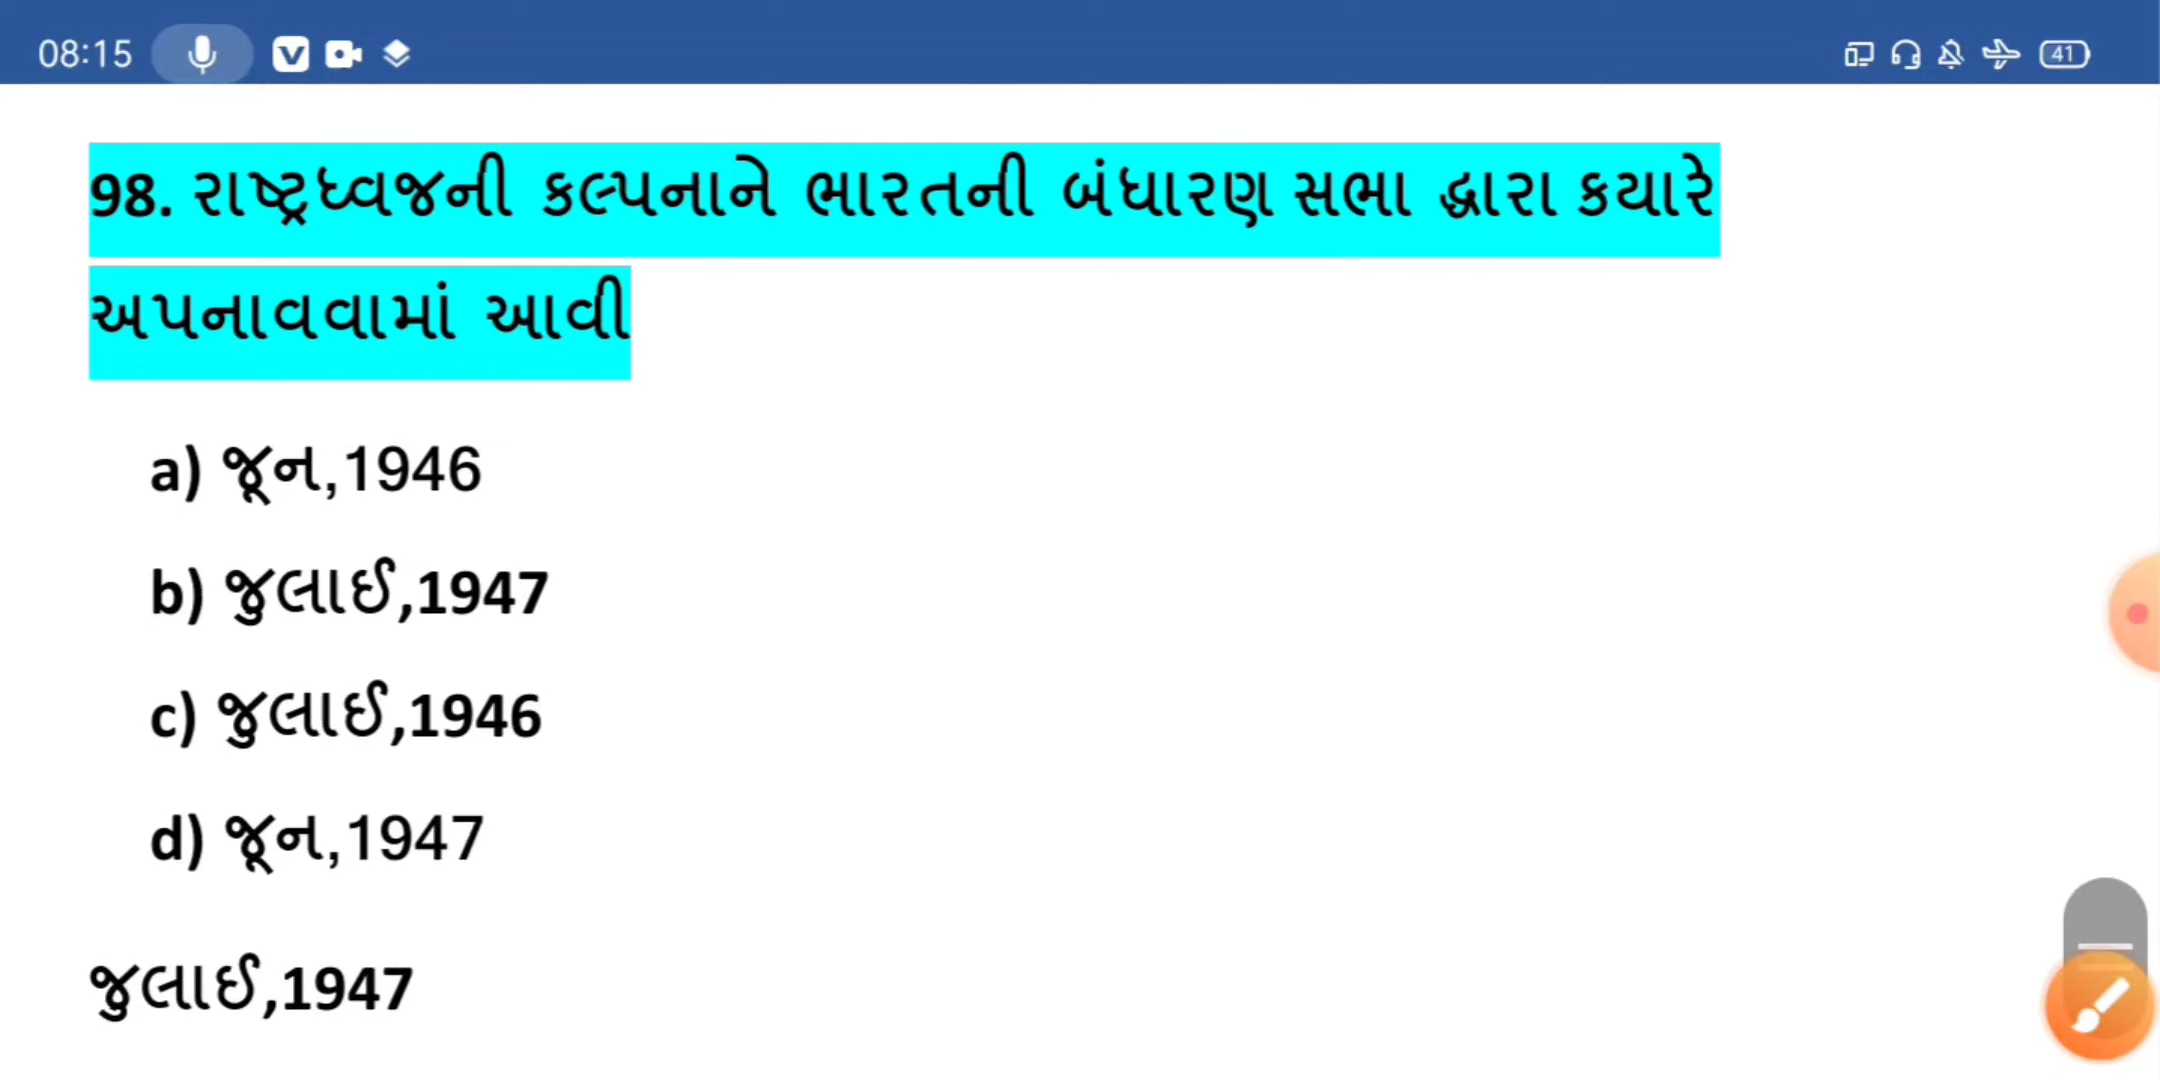 08:15
41
98. રાષ્ટ્રધ્વજની કલ્પનાને ભારતની બંધારણ સભા દ્વારા કયારે
અપનાવવામાં આવી
a) જૂન,1946
b) જુલાઈ,1947
c) જુલાઈ,1946
d) જૂન,1947
જુલાઈ,1947